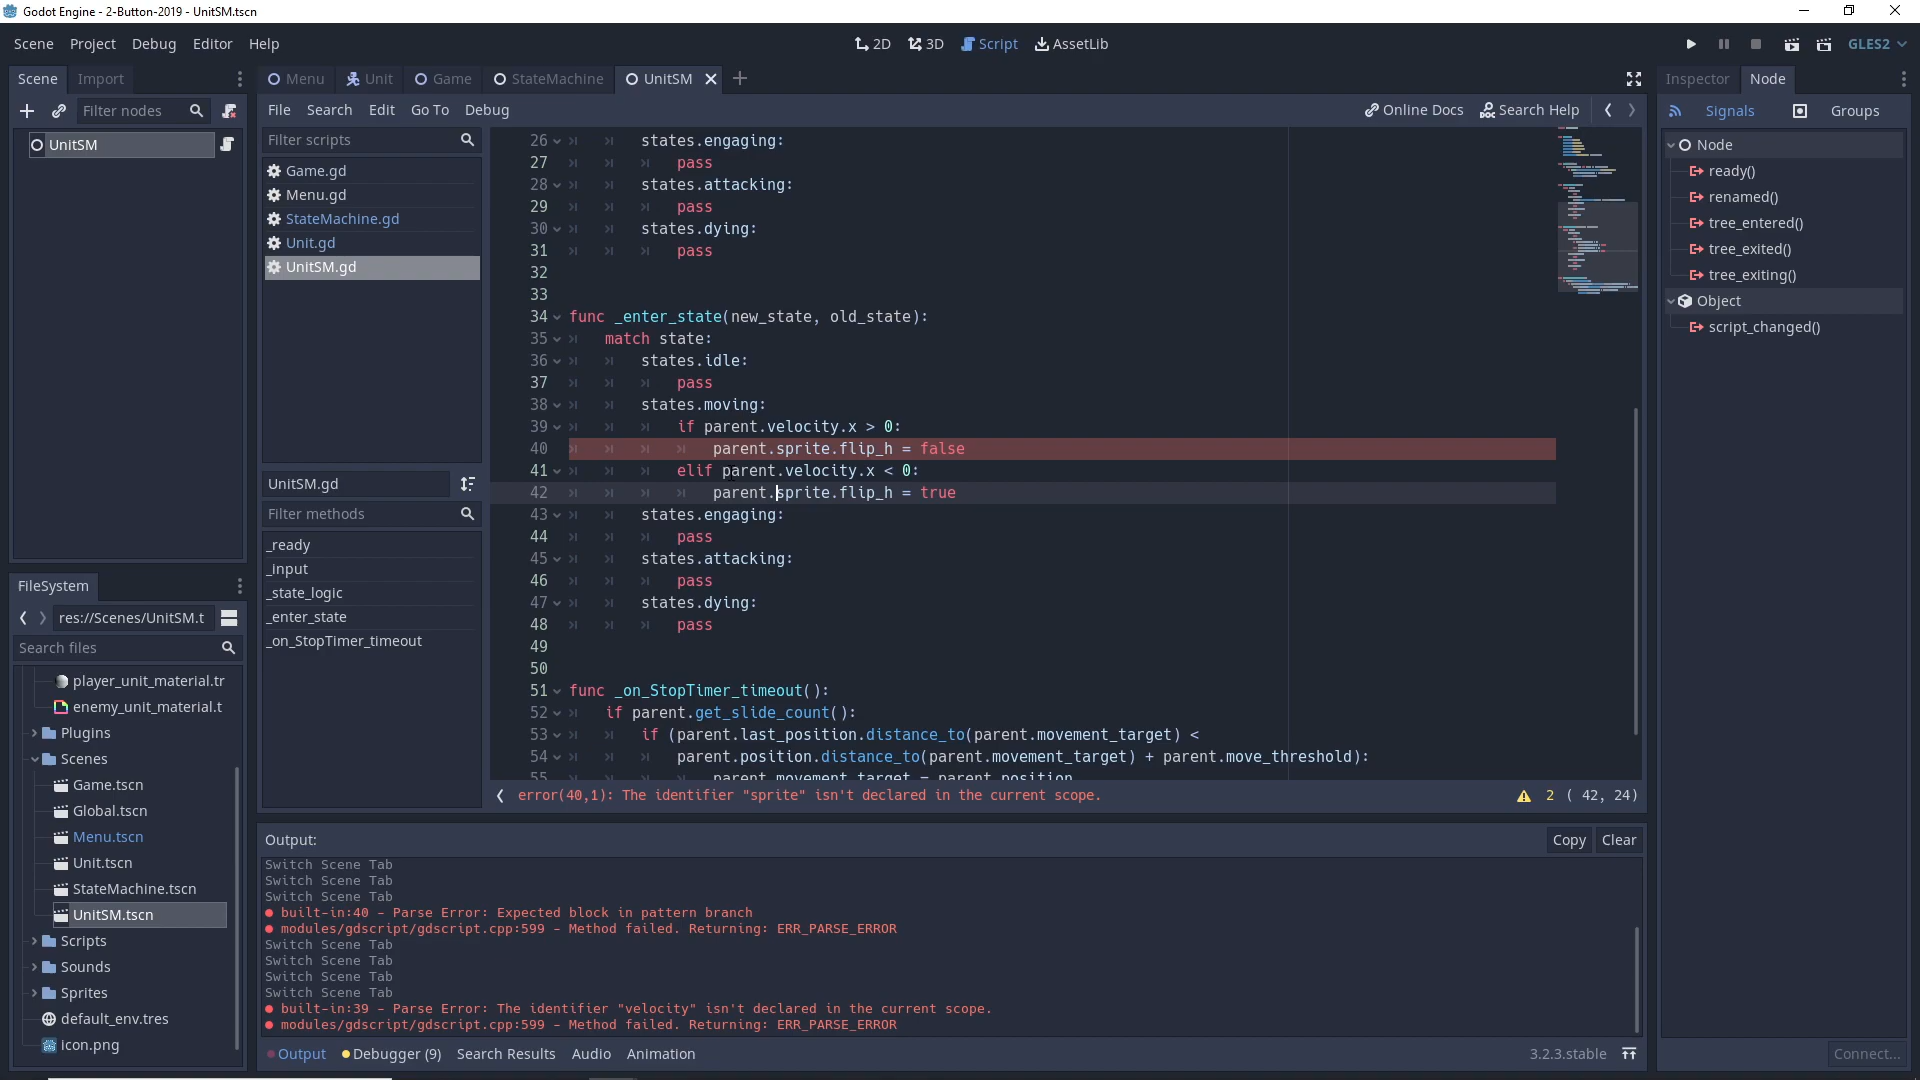 Godot Engine - 2-Button-2019 - UnitSM.tscn
Scene Project Debug Editor Help
2D 3D Script AssetLib
GLES2
Scene Import
Menu Unit Game StateMachine UnitSM
Inspector Node
Filter nodes
File Search Edit Go To Debug
Online Docs Search Help
Signals Groups
UnitSM
Filter scripts
Game.gd
Menu.gd
StateMachine.gd
Unit.gd
UnitSM.gd
UnitSM.gd
Filter methods
_ready
_input
_state_logic
_enter_state
_on_StopTimer_timeout
26 states.engaging:
27 pass
28 states.attacking:
29 pass
30 states.dying:
31 pass
32
33
34 func _enter_state(new_state, old_state):
35 match state:
36 states.idle:
37 pass
38 states.moving:
39 if parent.velocity.x > 0:
40 parent.sprite.flip_h = false
41 elif parent.velocity.x < 0:
42 parent.sprite.flip_h = true
43 states.engaging:
44 pass
45 states.attacking:
46 pass
47 states.dying:
48 pass
49
50
51 func _on_StopTimer_timeout():
52 if parent.get_slide_count():
53 if (parent.last_position.distance_to(parent.movement_target) <
54 parent.position.distance_to(parent.movement_target) + parent.move_threshold):
55 parent.movement_target = parent.position
error(40,1): The identifier "sprite" isn't declared in the current scope.
2 ( 42, 24)
Node
ready()
renamed()
tree_entered()
tree_exited()
tree_exiting()
Object
script_changed()
Connect...
FileSystem
res://Scenes/UnitSM.t
Search files
player_unit_material.tr
enemy_unit_material.t
Plugins
Scenes
Game.tscn
Global.tscn
Menu.tscn
Unit.tscn
StateMachine.tscn
UnitSM.tscn
Scripts
Sounds
Sprites
default_env.tres
icon.png
Output:
Copy Clear
Switch Scene Tab
Switch Scene Tab
Switch Scene Tab
built-in:40 - Parse Error: Expected block in pattern branch
modules/gdscript/gdscript.cpp:599 - Method failed. Returning: ERR_PARSE_ERROR
Switch Scene Tab
Switch Scene Tab
Switch Scene Tab
Switch Scene Tab
built-in:39 - Parse Error: The identifier "velocity" isn't declared in the current scope.
modules/gdscript/gdscript.cpp:599 - Method failed. Returning: ERR_PARSE_ERROR
Output Debugger (9) Search Results Audio Animation
3.2.3.stable